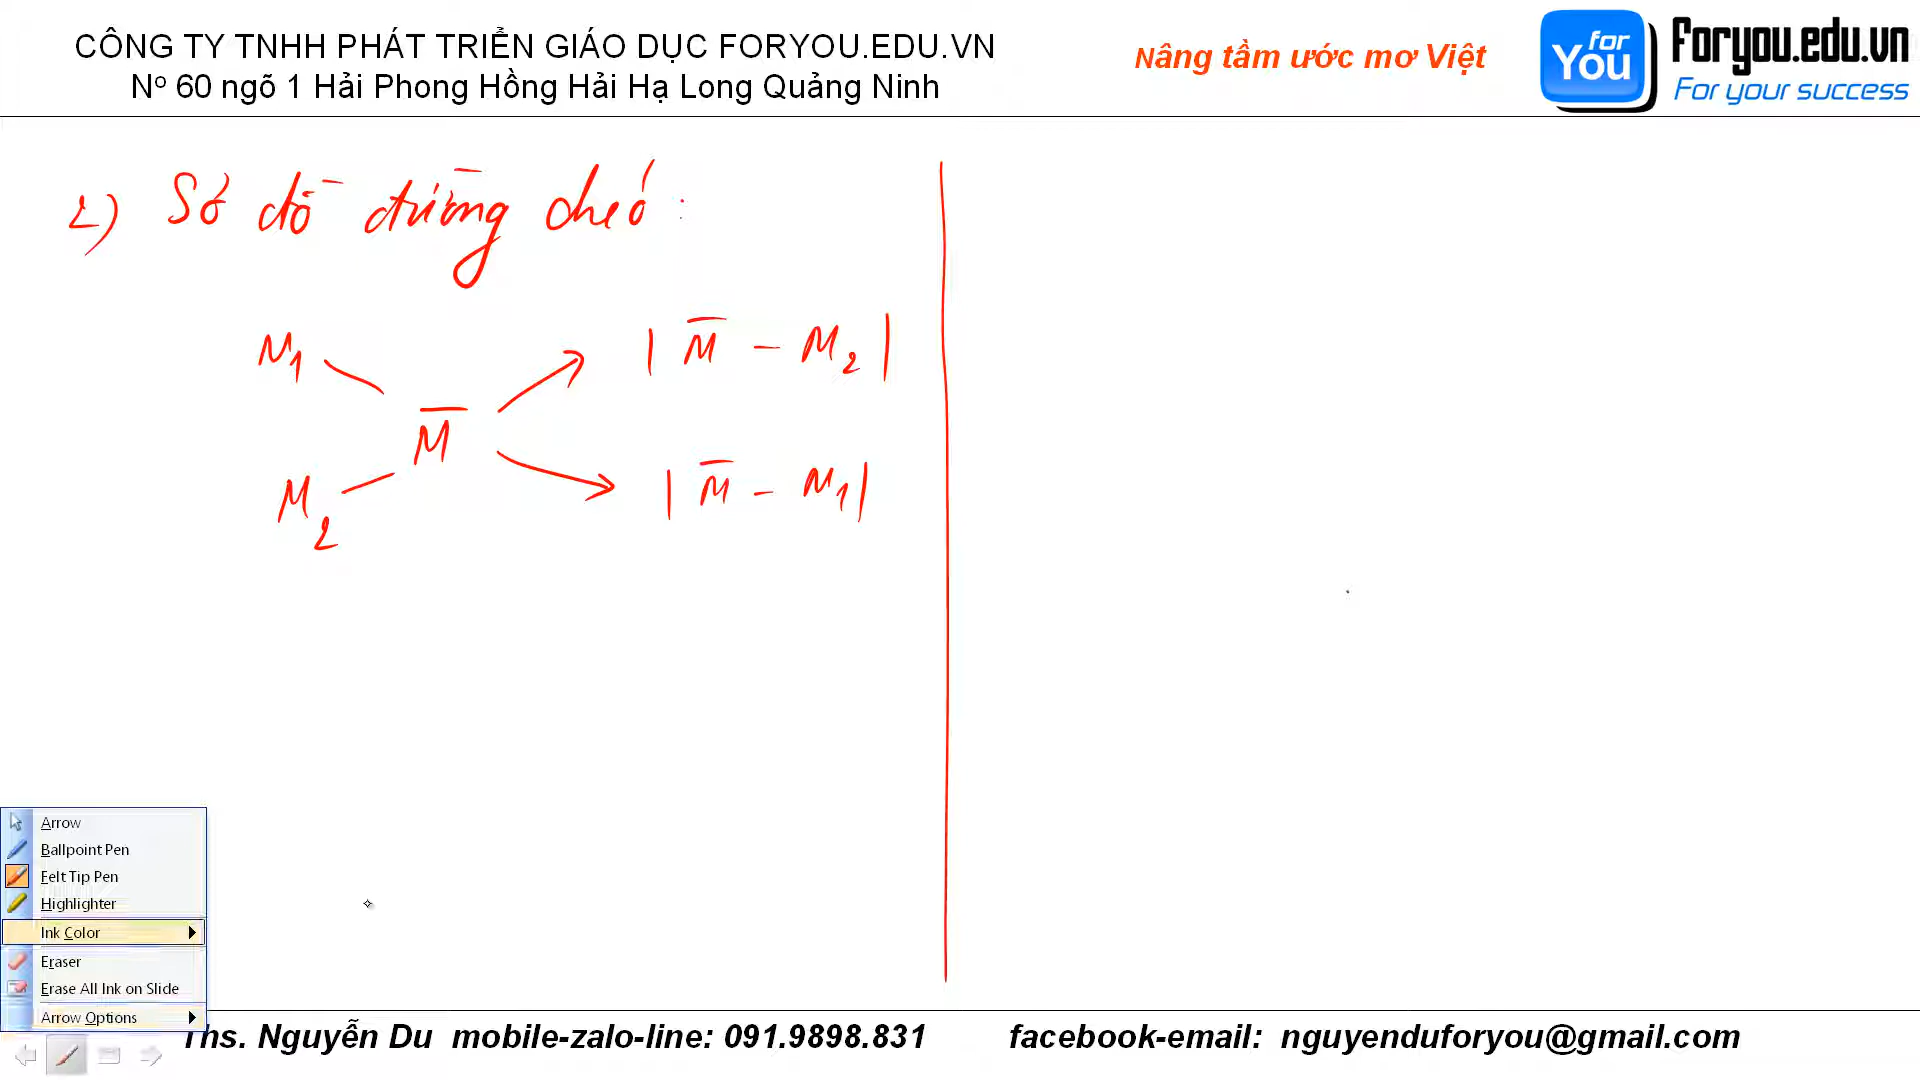 CÔNG TY TNHH PHÁT TRIỂN GIÁO DỤC FORYOU.EDU.VN
Nº 60 ngõ 1 Hải Phong Hồng Hải Hạ Long Quảng Ninh
Nâng tầm ước mơ Việt
for
You
Foryou.edu.vn
For your success
2) Sơ đồ đường chéo :
M₁
| M̅ – M₂ |
M̅
M₂
| M̅ – M₁ |
Arrow
Ballpoint Pen
Felt Tip Pen
Highlighter
Ink Color
Eraser
Erase All Ink on Slide
Arrow Options
Ths. Nguyễn Du mobile-zalo-line: 091.9898.831 facebook-email: nguyenduforyou@gmail.com